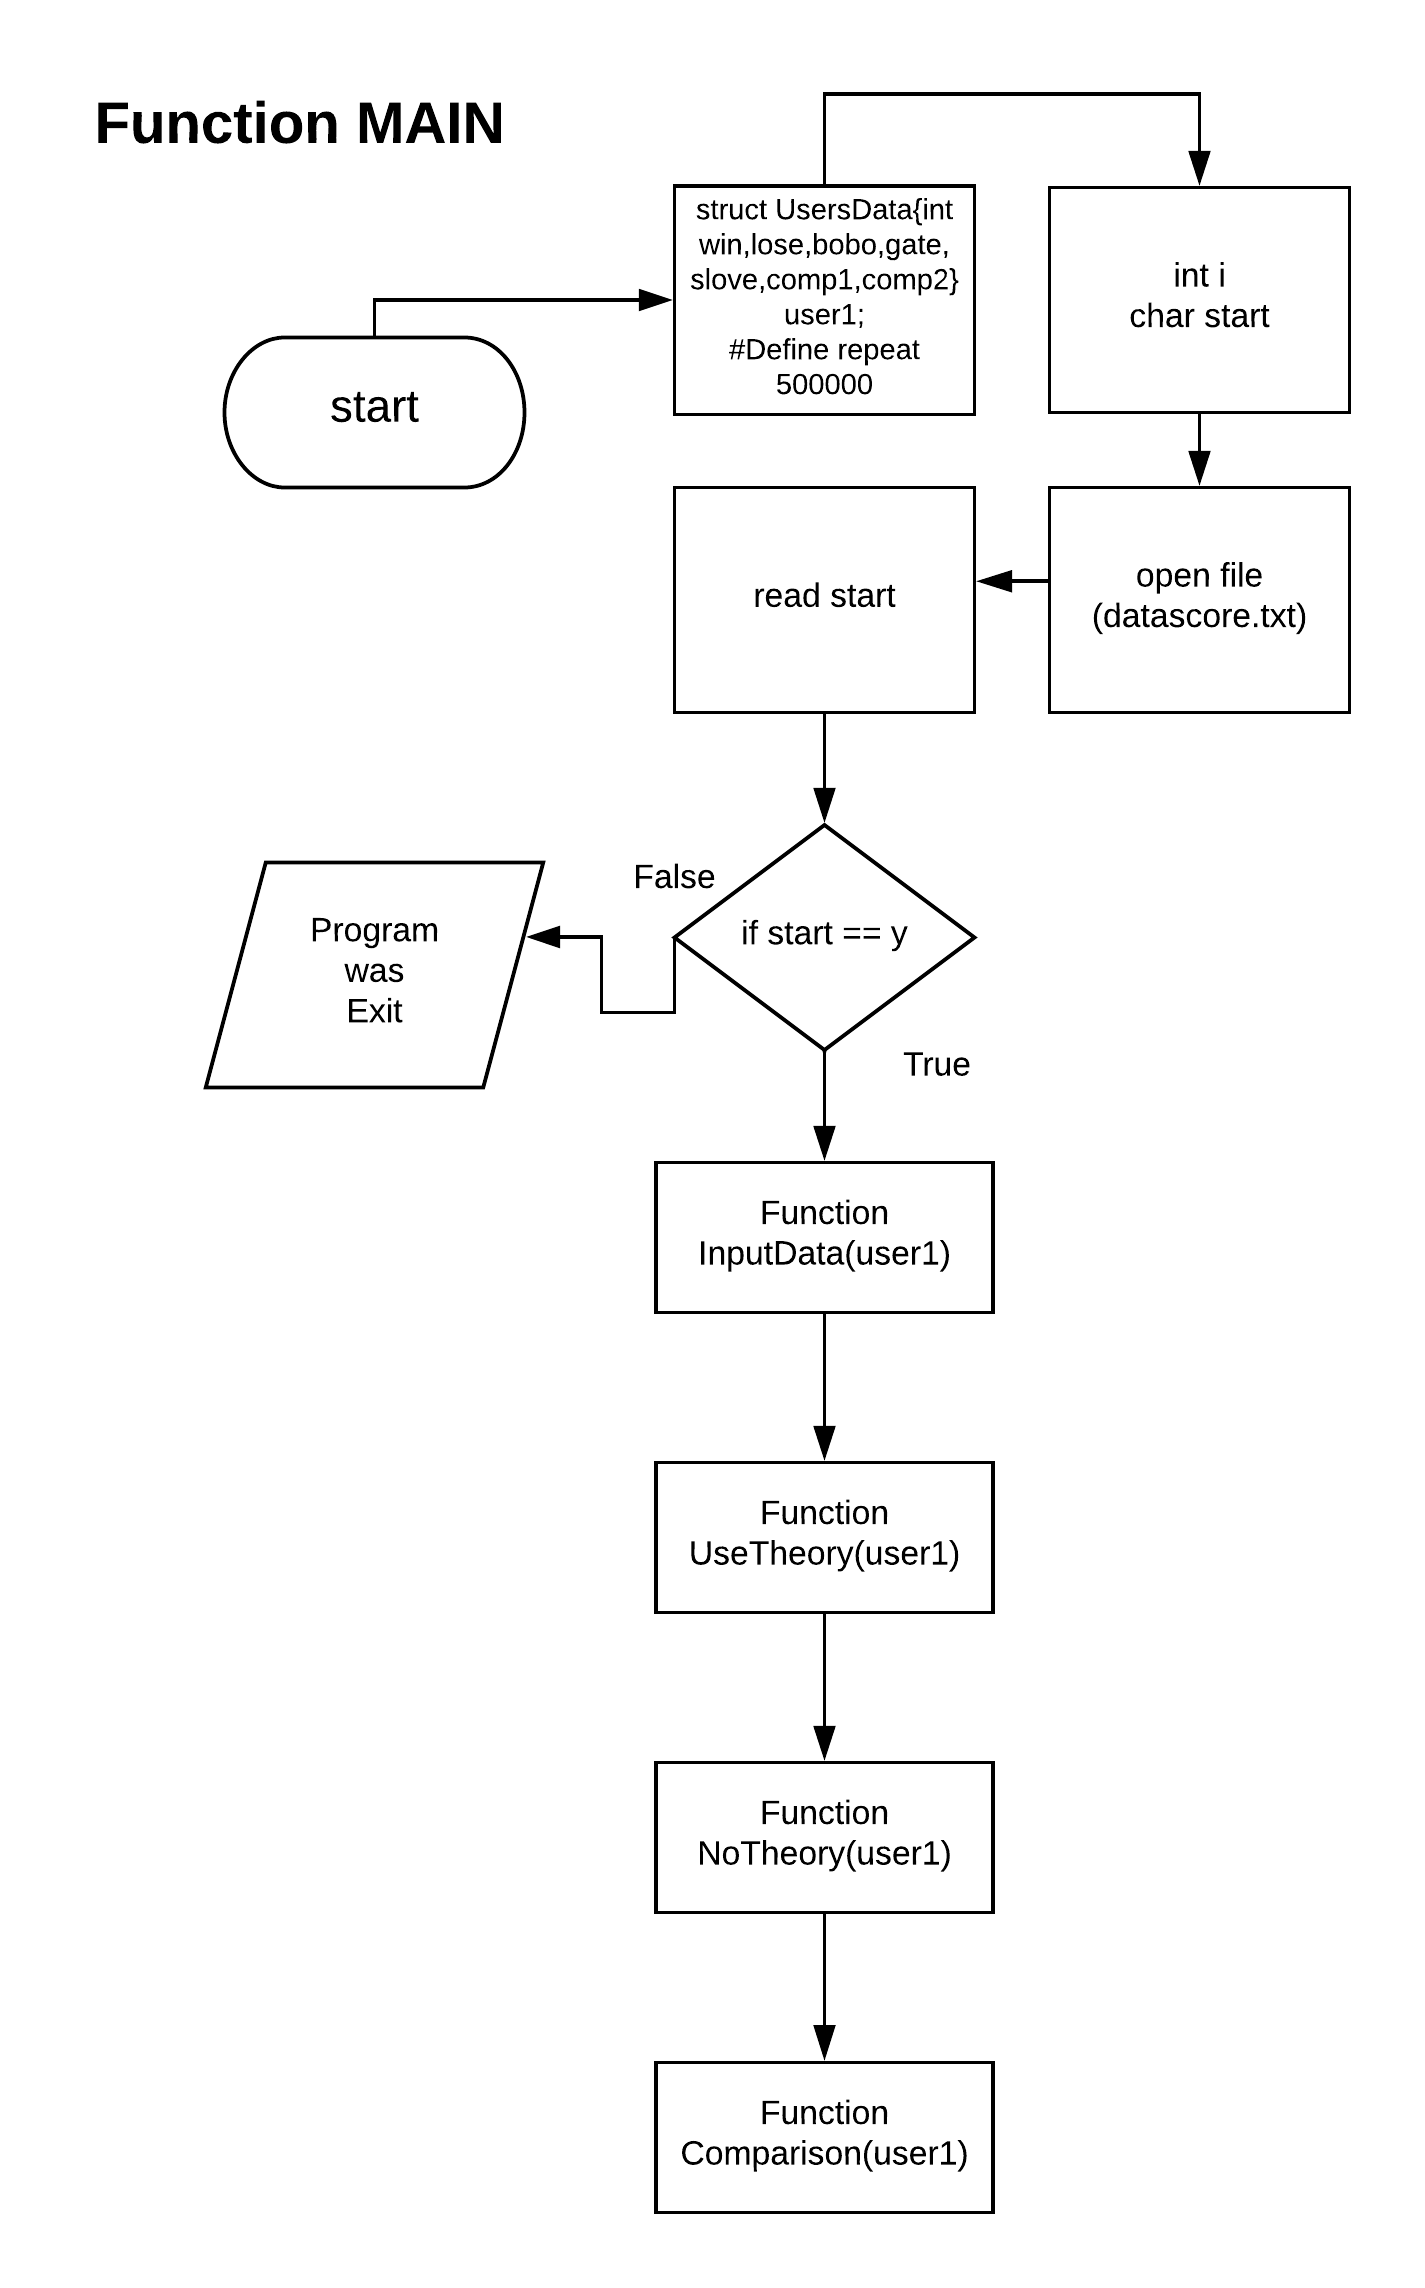 Function MAIN
start
struct UsersData{int
win,lose,bobo,gate,
slove,comp1,comp2}
user1;
#Define repeat
500000
int i
char start
open file
(datascore.txt)
read start
if start == y
False
Program
was
Exit
True
Function
InputData(user1)
Function
UseTheory(user1)
Function
NoTheory(user1)
Function
Comparison(user1)